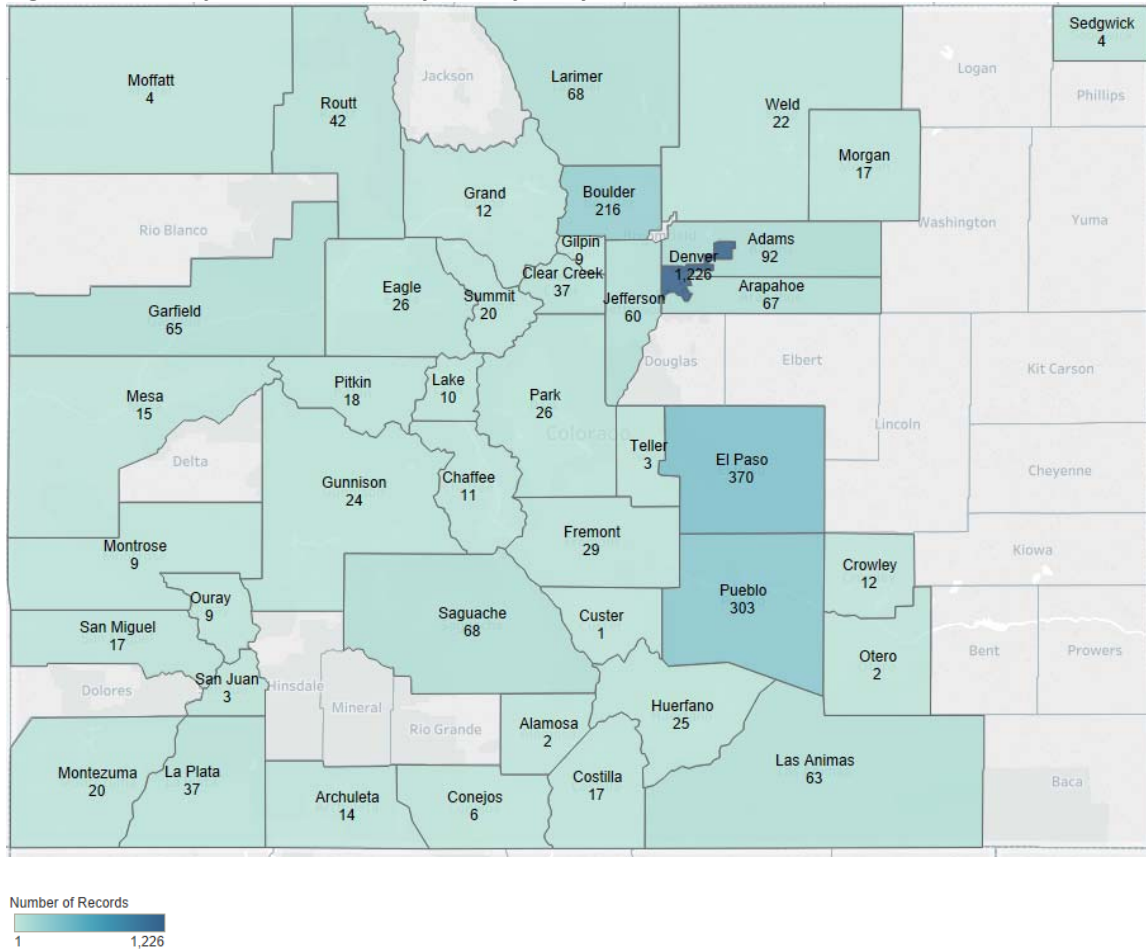 Sedgwick
4
Moffatt
4
Routt
42
Jackson
Larimer
68
Weld
22
Logan
Phillips
Morgan
17
Grand
12
Boulder
216
Rio Blanco
Washington
Yuma
Gilpin
9
Adams
92
Denver
1,226
Clear Creek
37
Eagle
26
Summit
20
Jefferson
60
Arapahoe
67
Garfield
65
Douglas
Elbert
Kit Carson
Mesa
15
Pitkin
18
Lake
10
Park
26
Colorado
Lincoln
Delta
Teller
3
El Paso
370
Cheyenne
Gunnison
24
Chaffee
11
Fremont
29
Montrose
9
Kiowa
Crowley
12
Ouray
9
Pueblo
303
San Miguel
17
Saguache
68
Custer
1
Otero
2
Bent
Prowers
San Juan
3
Dolores
Hinsdale
Mineral
Rio Grande
Alamosa
2
Huerfano
25
Montezuma
20
La Plata
37
Archuleta
14
Conejos
6
Costilla
17
Las Animas
63
Baca
Number of Records
1 1,226